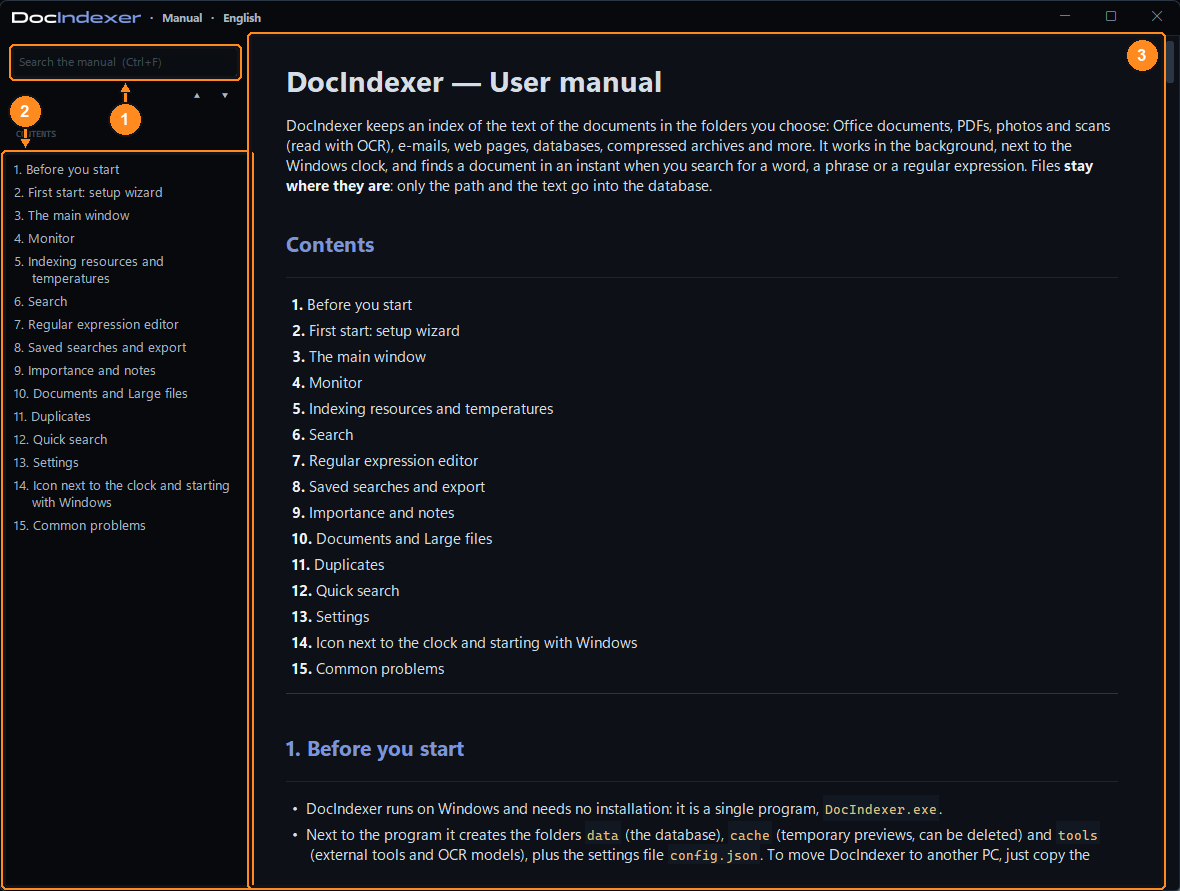 DocIndexer · Manual · English
Search the manual (Ctrl+F)
1
2
3
1. Before you start
2. First start: setup wizard
3. The main window
4. Monitor
5. Indexing resources and
temperatures
6. Search
7. Regular expression editor
8. Saved searches and export
9. Importance and notes
10. Documents and Large files
11. Duplicates
12. Quick search
13. Settings
14. Icon next to the clock and starting
with Windows
15. Common problems
DocIndexer — User manual
DocIndexer keeps an index of the text of the documents in the folders you choose: Office documents, PDFs, photos and scans
(read with OCR), e-mails, web pages, databases, compressed archives and more. It works in the background, next to the
Windows clock, and finds a document in an instant when you search for a word, a phrase or a regular expression. Files stay
where they are: only the path and the text go into the database.
Contents
1. Before you start
2. First start: setup wizard
3. The main window
4. Monitor
5. Indexing resources and temperatures
6. Search
7. Regular expression editor
8. Saved searches and export
9. Importance and notes
10. Documents and Large files
11. Duplicates
12. Quick search
13. Settings
14. Icon next to the clock and starting with Windows
15. Common problems
1. Before you start
• DocIndexer runs on Windows and needs no installation: it is a single program, DocIndexer.exe.
• Next to the program it creates the folders data (the database), cache (temporary previews, can be deleted) and tools
(external tools and OCR models), plus the settings file config.json. To move DocIndexer to another PC, just copy the